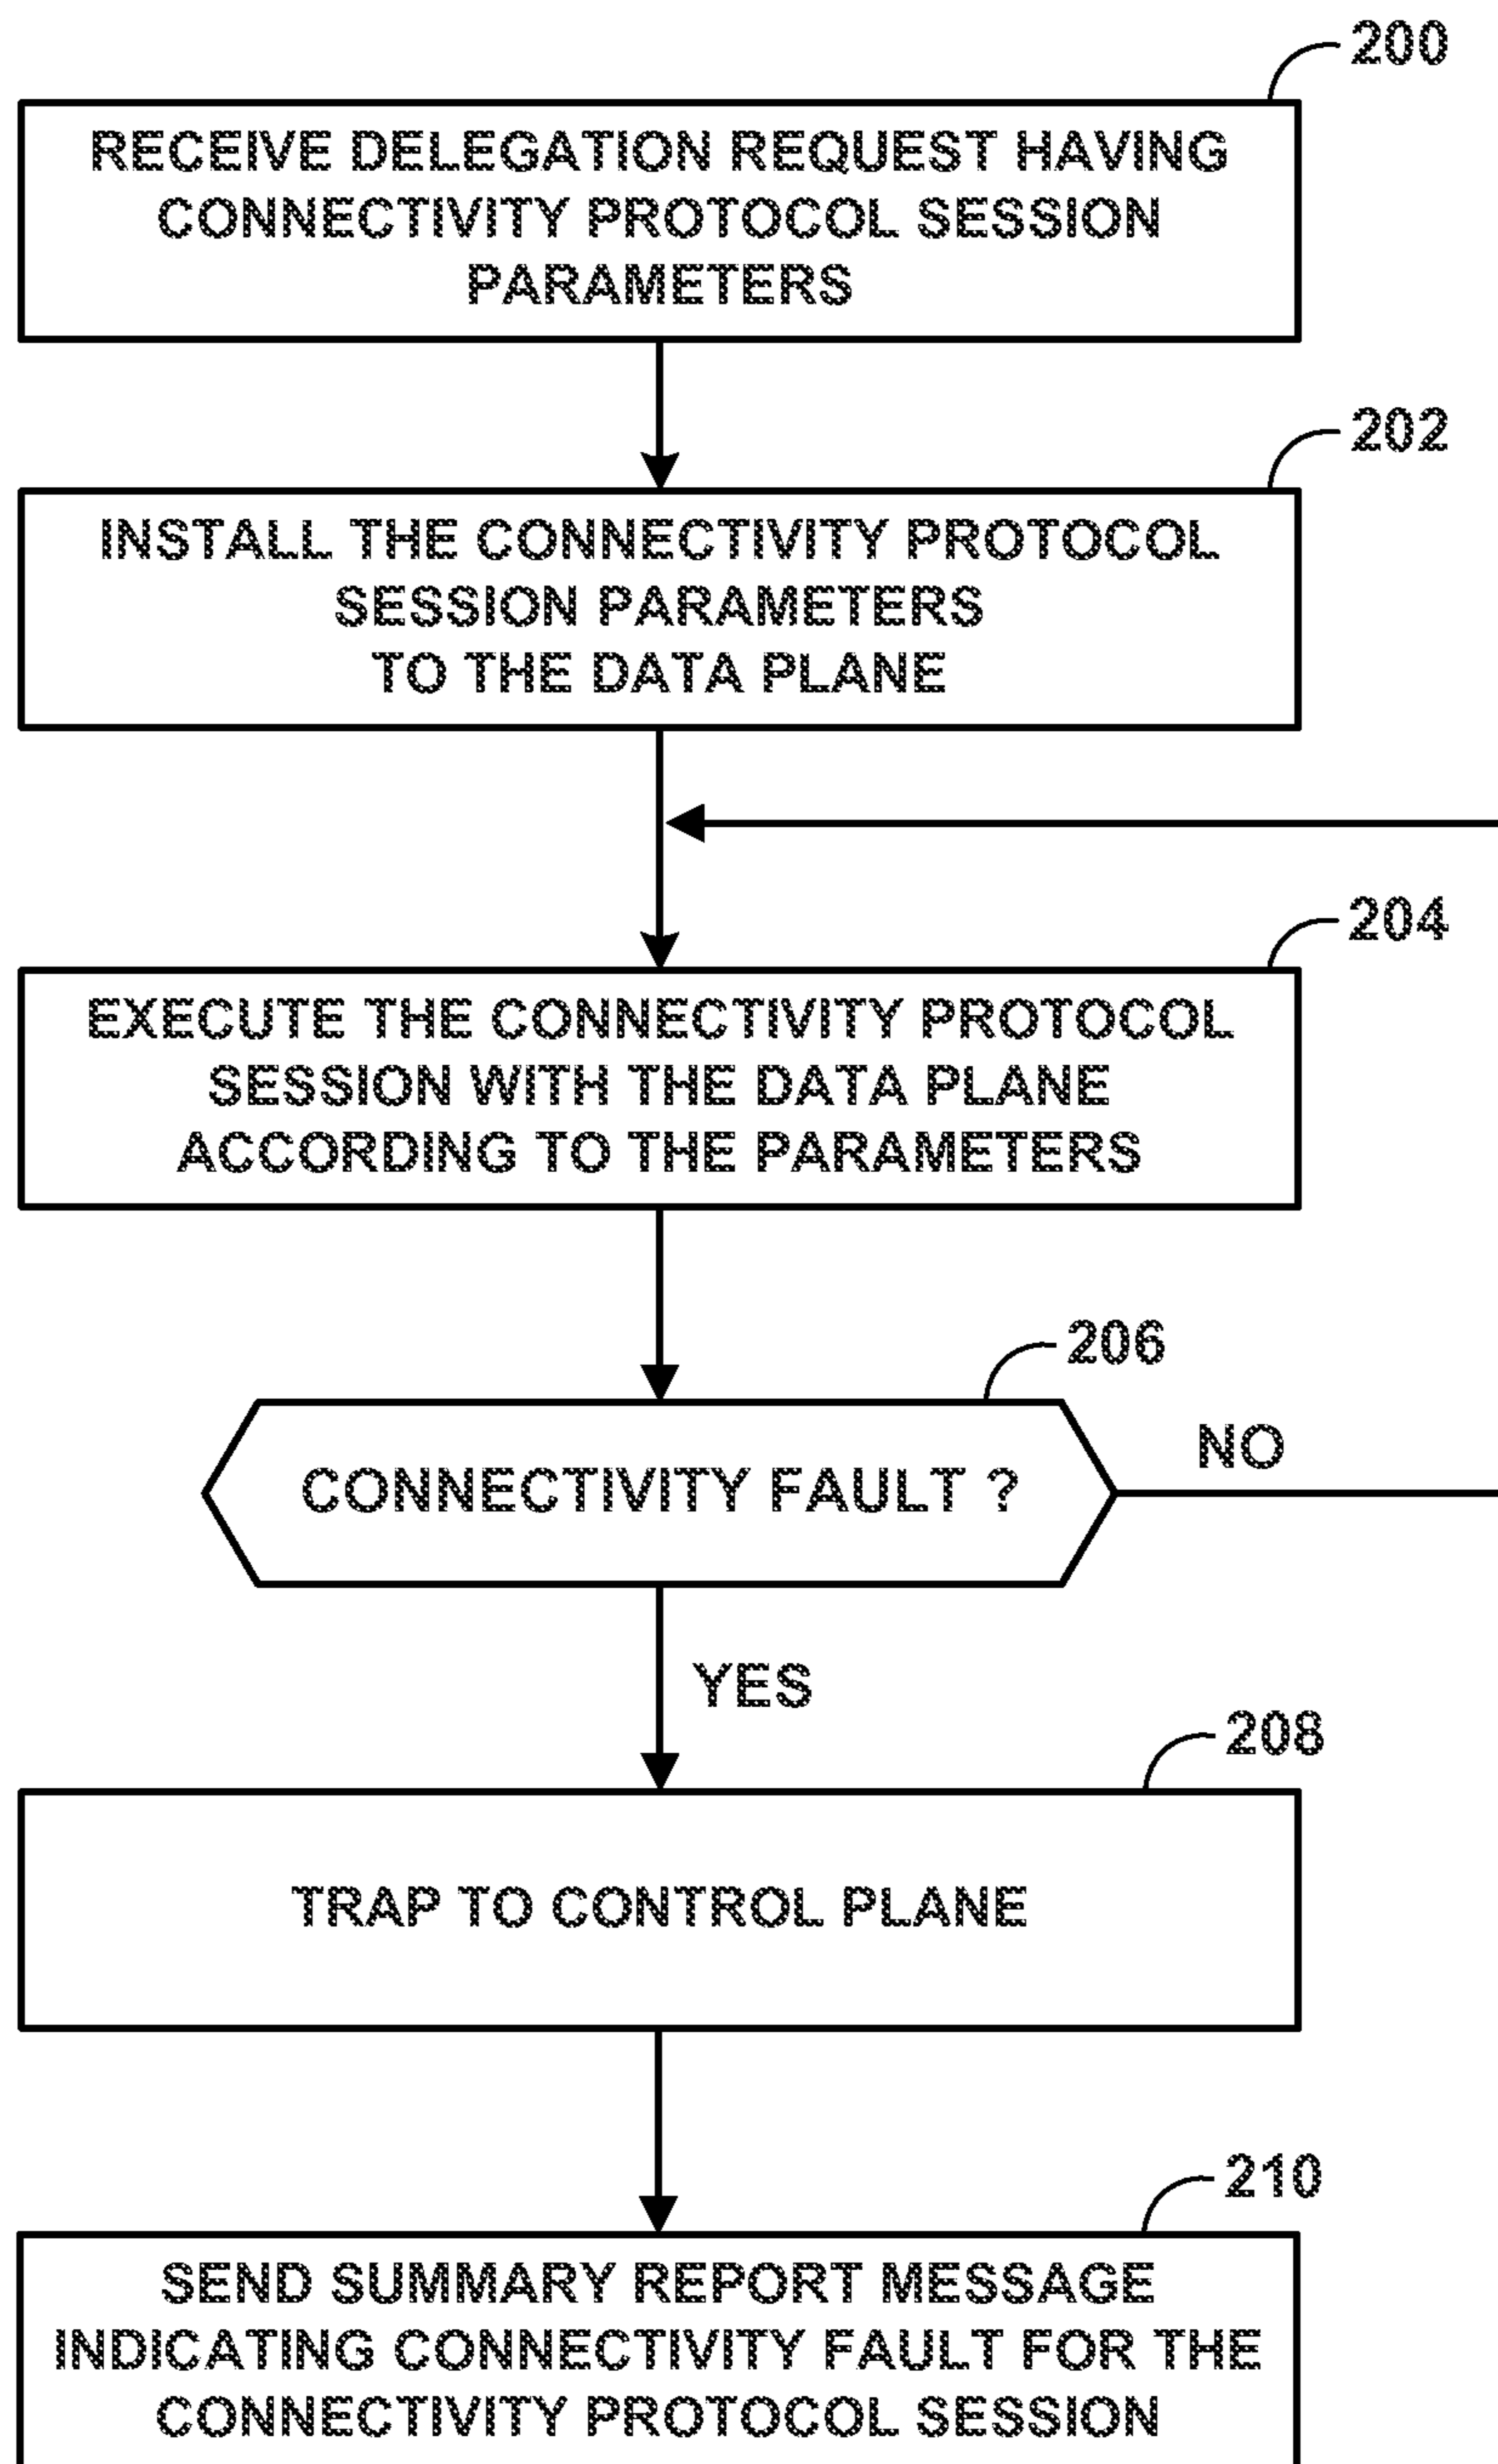 200
RECEIVE DELEGATION REQUEST HAVING
CONNECTIVITY PROTOCOL SESSION
PARAMETERS
202
INSTALL THE CONNECTIVITY PROTOCOL
SESSION PARAMETERS
TO THE DATA PLANE
204
EXECUTE THE CONNECTIVITY PROTOCOL
SESSION WITH THE DATA PLANE
ACCORDING TO THE PARAMETERS
206
CONNECTIVITY FAULT ?
NO
YES
208
TRAP TO CONTROL PLANE
210
SEND SUMMARY REPORT MESSAGE
INDICATING CONNECTIVITY FAULT FOR THE
CONNECTIVITY PROTOCOL SESSION